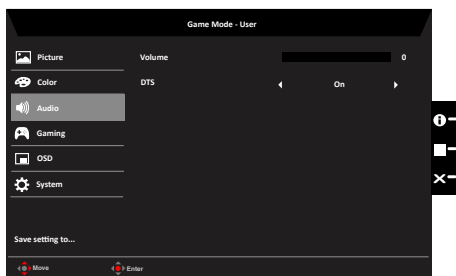 Game Mode - User
Picture
Volume 0
Color
DTS On
Audio
Gaming
OSD
System
Save setting to...
Move Enter